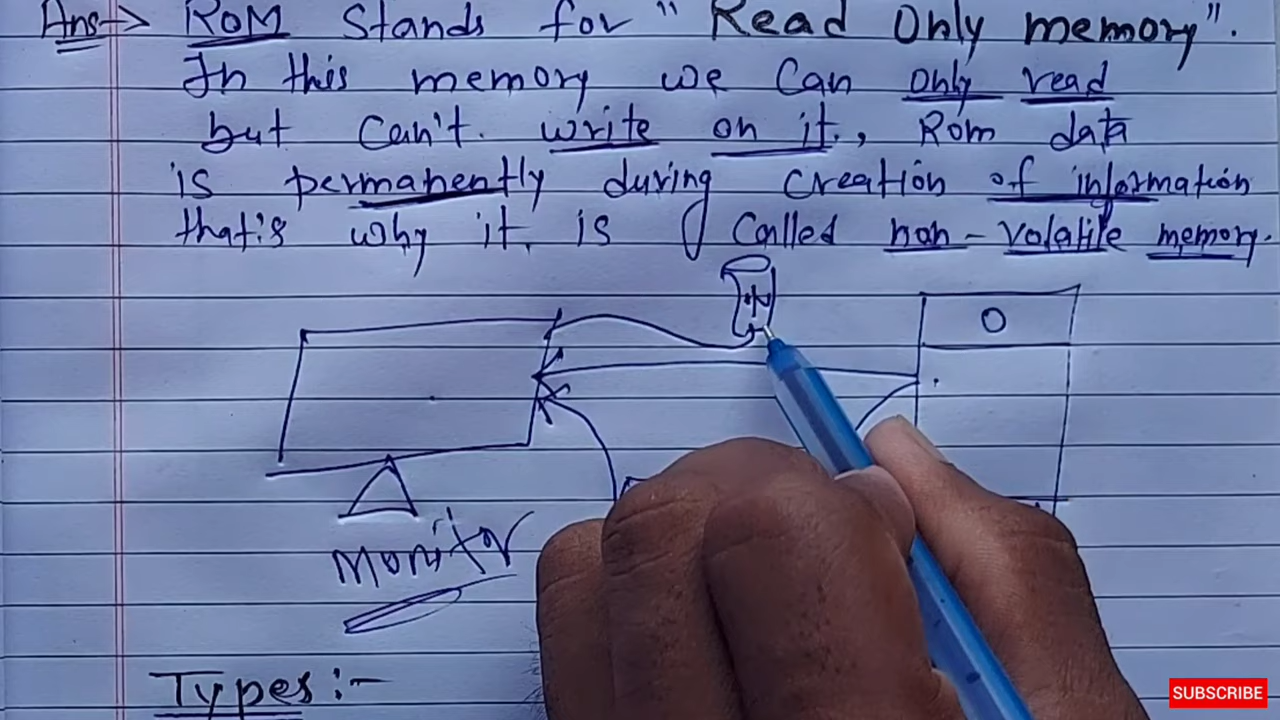 Ans → ROM Stands for "Read Only memory".
In this memory we Can only read
but Can't. write on it., Rom data
is permanently during Creation of information
that's why it. is Called non-volatile memory.
Monitor
Types :-
SUBSCRIBE